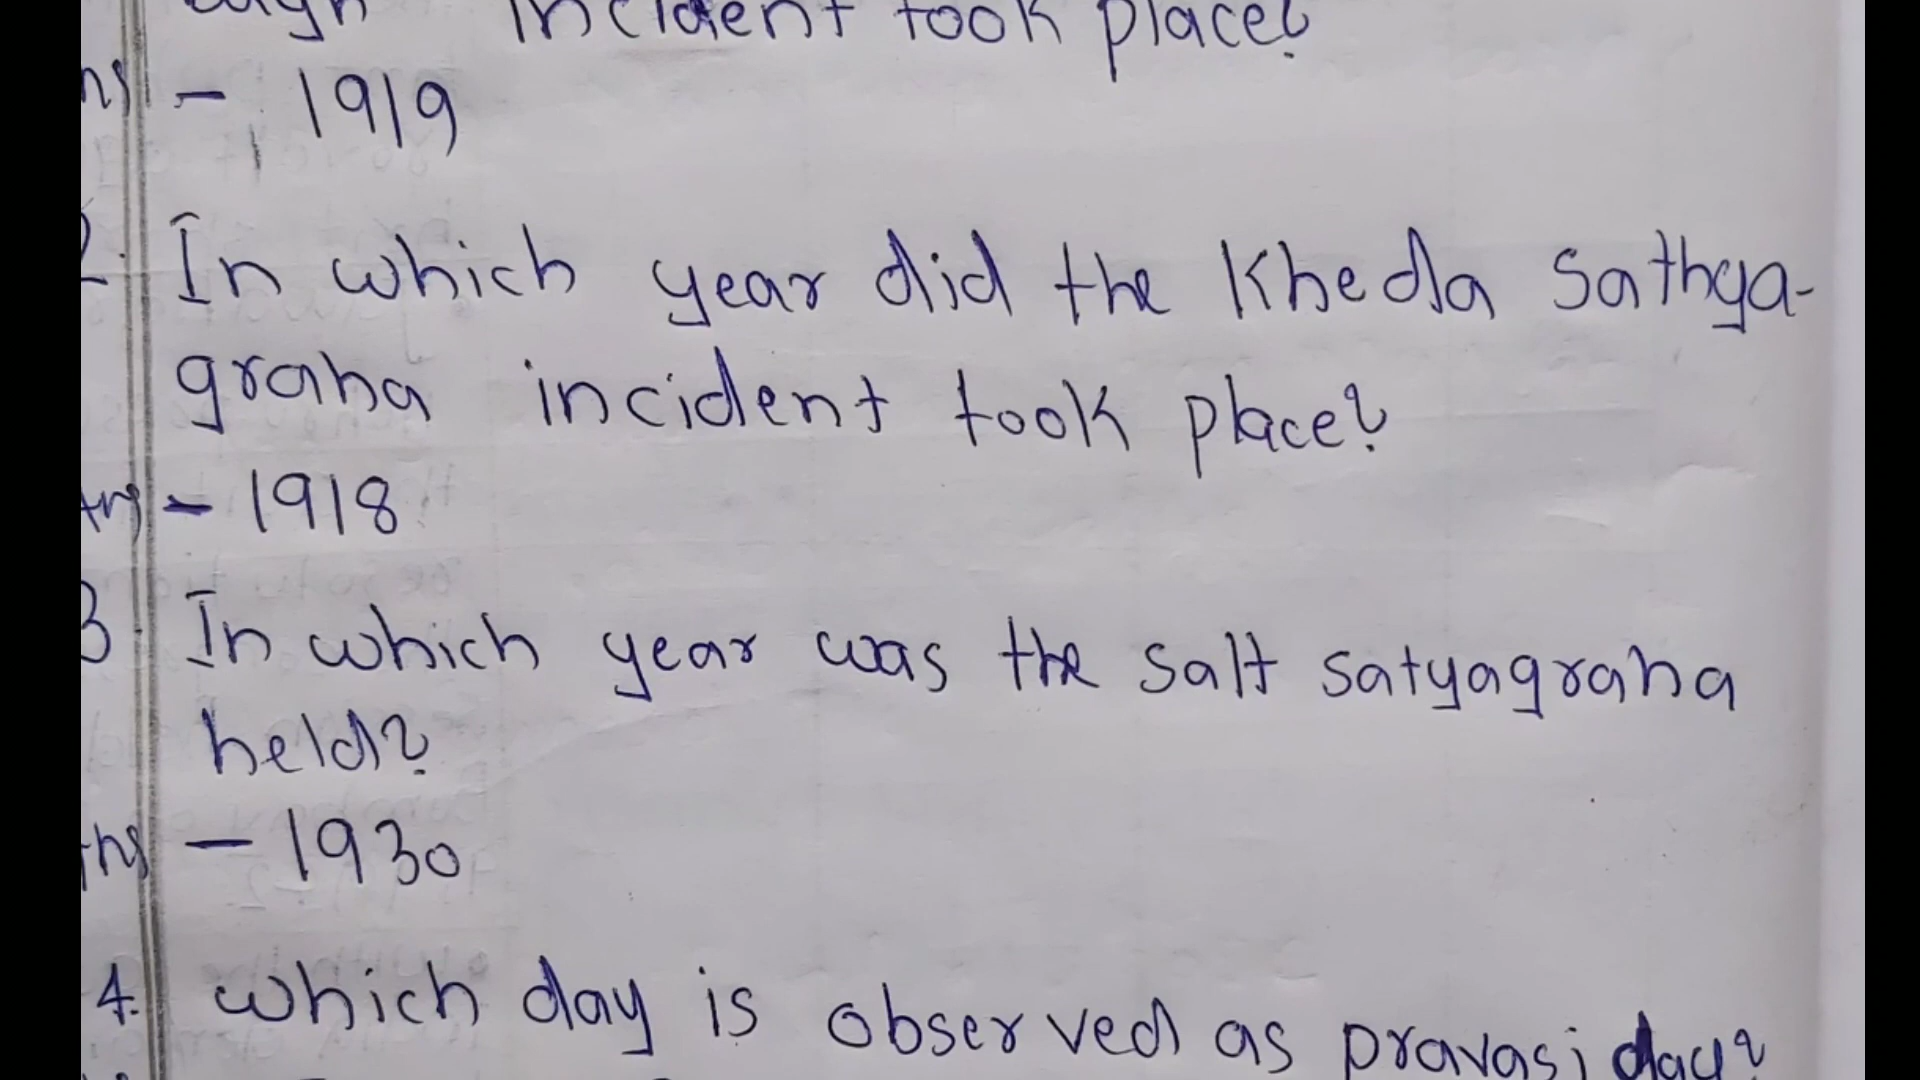 incident took place?
- 1919
2. In which year did the Kheda Sathya-
graha incident took place?
Ans - 1918
3. In which year was the salt satyagraha
held?
Ans - 1930
4. which day is observed as pravasi day?